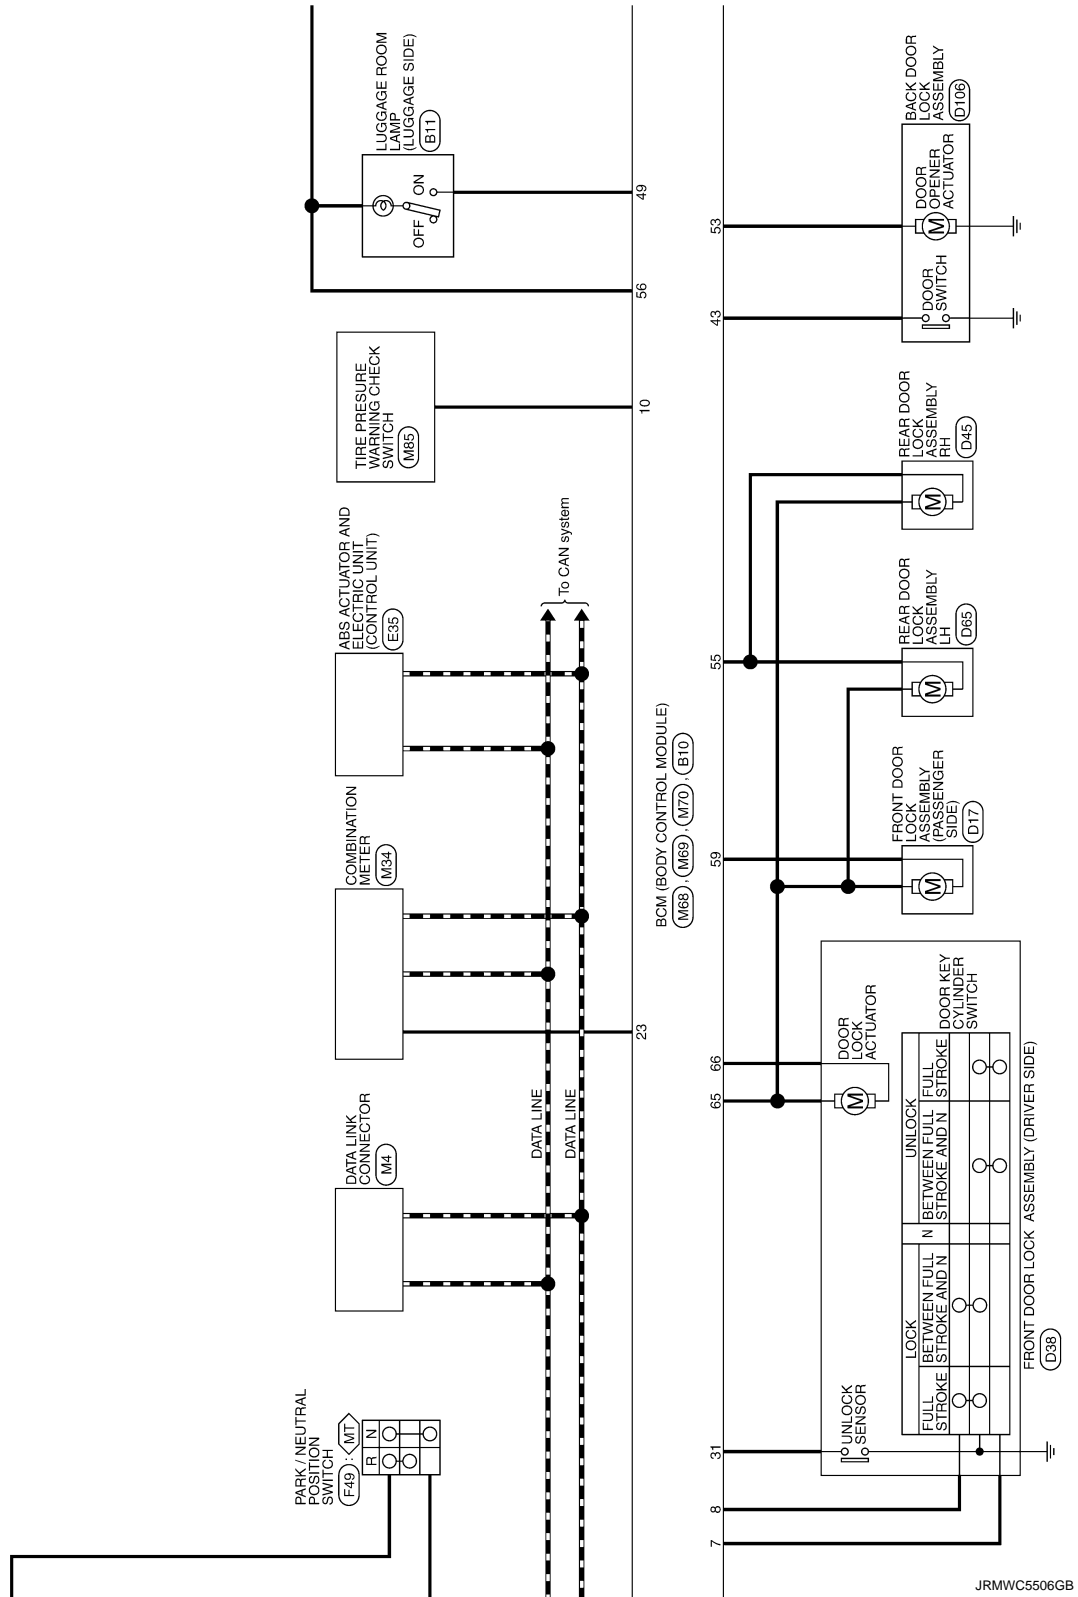 PARK / NEUTRAL
POSITION
SWITCH
F49 : MT
R N
DATA LINK
CONNECTOR
M4
COMBINATION
METER
M34
ABS ACTUATOR AND
ELECTRIC UNIT
(CONTROL UNIT)
E35
TIRE PRESURE
WARNING CHECK
SWITCH
M85
LUGGAGE ROOM
LAMP
(LUGGAGE SIDE)
B11
OFF ON
DATA LINE
DATA LINE
To CAN system
23
10
56
49
BCM (BODY CONTROL MODULE)
M68 , M69 , M70 , B10
7
8
31
65
66
59
55
43
53
UNLOCK
SENSOR
DOOR
LOCK
ACTUATOR
M
LOCK
N
UNLOCK
FULL
STROKE
BETWEEN FULL
STROKE AND N
BETWEEN FULL
STROKE AND N
FULL
STROKE
DOOR KEY
CYLINDER
SWITCH
FRONT DOOR LOCK ASSEMBLY (DRIVER SIDE)
D38
FRONT DOOR
LOCK
ASSEMBLY
(PASSENGER
SIDE)
D17
M
REAR DOOR
LOCK
ASSEMBLY
LH
D65
M
REAR DOOR
LOCK
ASSEMBLY
RH
D45
M
BACK DOOR
LOCK
ASSEMBLY
D106
DOOR
SWITCH
DOOR
OPENER
ACTUATOR
M
JRMWC5506GB